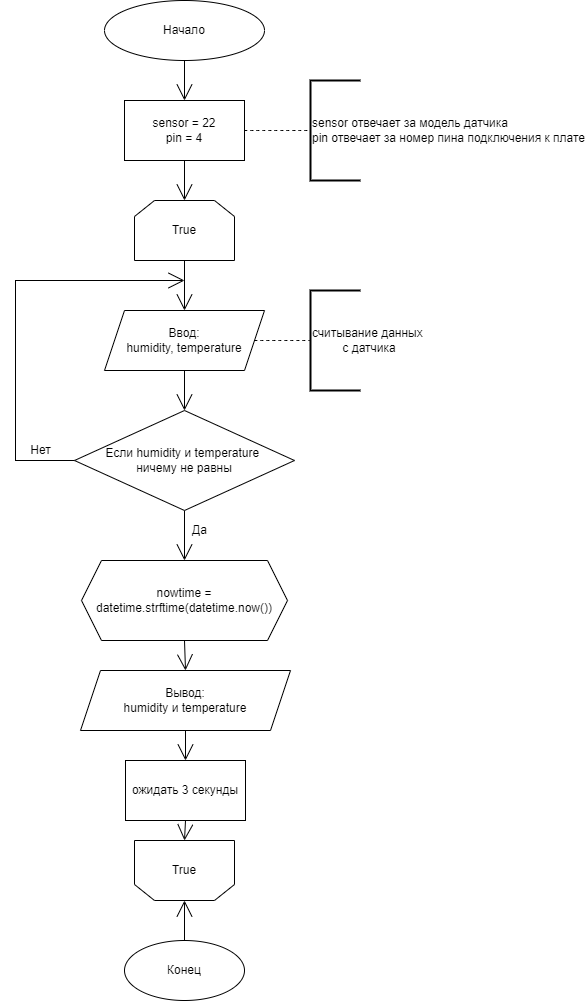 Начало
sensor = 22
pin = 4
sensor отвечает за модель датчика
pin отвечает за номер пина подключения к плате
True
Ввод:
humidity, temperature
считывание данных
с датчика
Если humidity и temperature
ничему не равны
Нет
Да
nowtime =
datetime.strftime(datetime.now())
Вывод:
humidity и temperature
ожидать 3 секунды
True
Конец